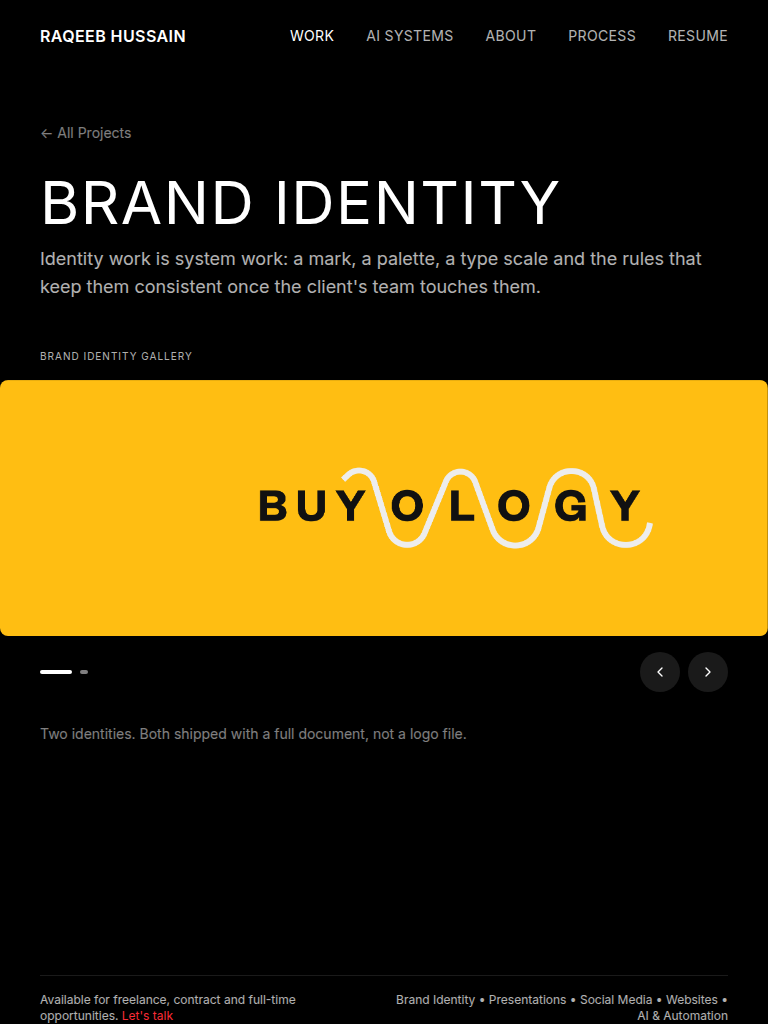 RAQEEB HUSSAIN
WORK
AI SYSTEMS
ABOUT
PROCESS
RESUME
← All Projects
BRAND IDENTITY
Identity work is system work: a mark, a palette, a type scale and the rules that
keep them consistent once the client's team touches them.
BRAND IDENTITY GALLERY
BUYOLOGY
Two identities. Both shipped with a full document, not a logo file.
Available for freelance, contract and full-time
opportunities. Let's talk
Brand Identity • Presentations • Social Media • Websites •
AI & Automation